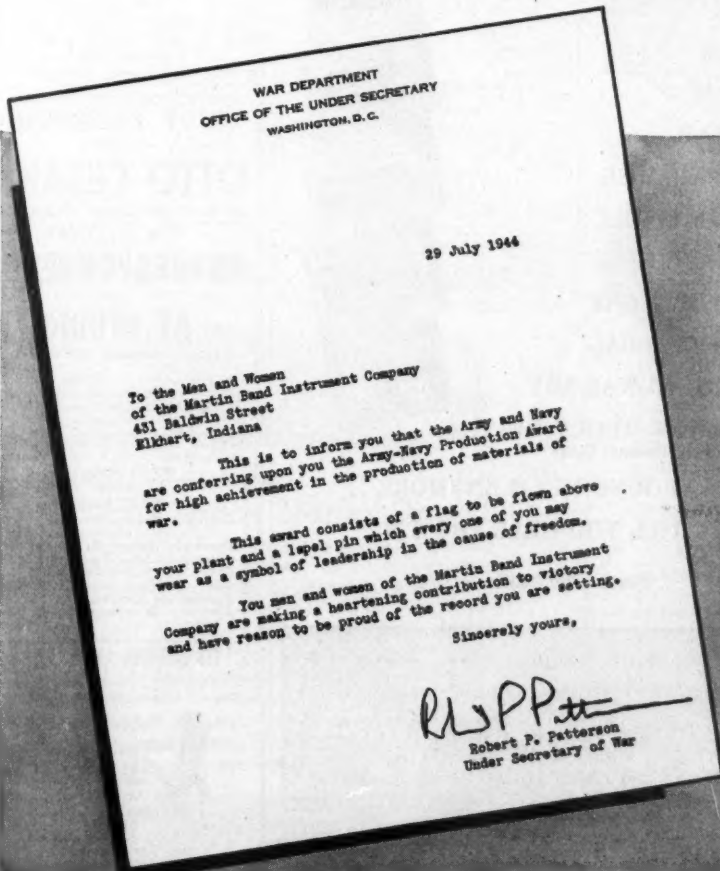 WAR DEPARTMENT
OFFICE OF THE UNDER SECRETARY
WASHINGTON, D. C.
29 July 1944
To the Men and Women
of the Martin Band Instrument Company
451 Baldwin Street
Elkhart, Indiana
This is to inform you that the Army and Navy
are conferring upon you the Army-Navy Production Award
for high achievement in the production of materials of
war.
This award consists of a flag to be flown above
your plant and a lapel pin which every one of you may
wear as a symbol of leadership in the cause of freedom.
You men and women of the Martin Band Instrument
Company are making a heartening contribution to victory
and have reason to be proud of the record you are setting.
Sincerely yours,
Robert P. Patterson
Under Secretary of War